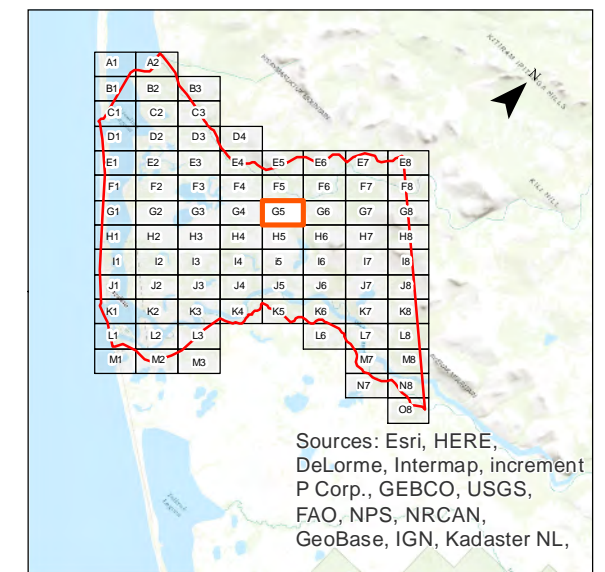 KITIRAM IPITINGA HILLS
N
KILI HILL
A1 A2
B1 B2 B3
C1 C2 C3
D1 D2 D3 D4
E1 E2 E3 E4 E5 E6 E7 E8
F1 F2 F3 F4 F5 F6 F7 F8
G1 G2 G3 G4 G5 G6 G7 G8
H1 H2 H3 H4 H5 H6 H7 H8
I1 I2 I3 I4 I5 I6 I7 I8
J1 J2 J3 J4 J5 J6 J7 J8
K1 K2 K3 K4 K5 K6 K7 K8
L1 L2 L3 L6 L7 L8
M1 M2 M3 M7 M8
N7 N8
O8
Sources: Esri, HERE,
DeLorme, Intermap, increment
P Corp., GEBCO, USGS,
FAO, NPS, NRCAN,
GeoBase, IGN, Kadaster NL,